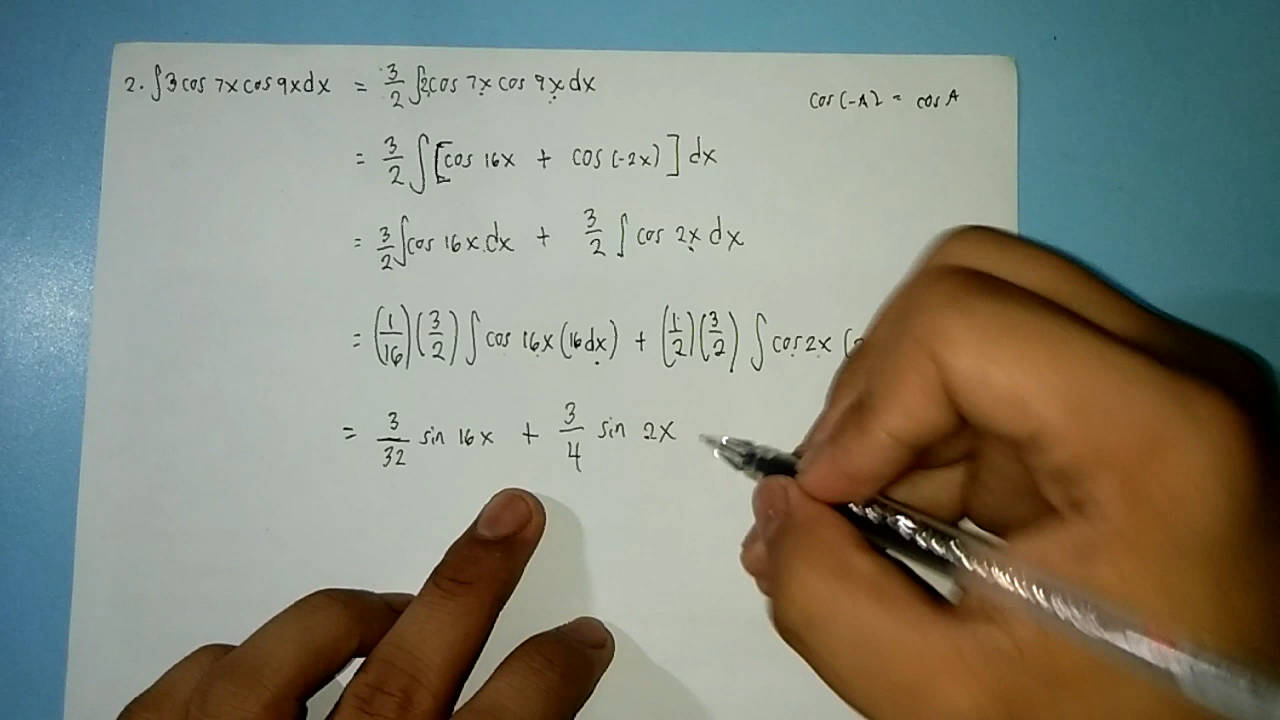 2. ∫3 cos 7x cos 9x dx = 3/2 ∫2cos 7x cos 9x dx
cos (-A) = cos A
= 3/2 ∫[cos 16x + cos (-2x)] dx
= 3/2 ∫cos 16x dx + 3/2 ∫ cos 2x dx
= (1/16)(3/2) ∫ cos 16x (16dx) + (1/2)(3/2) ∫ cos 2x (
= 3/32 sin 16x + 3/4 sin 2x